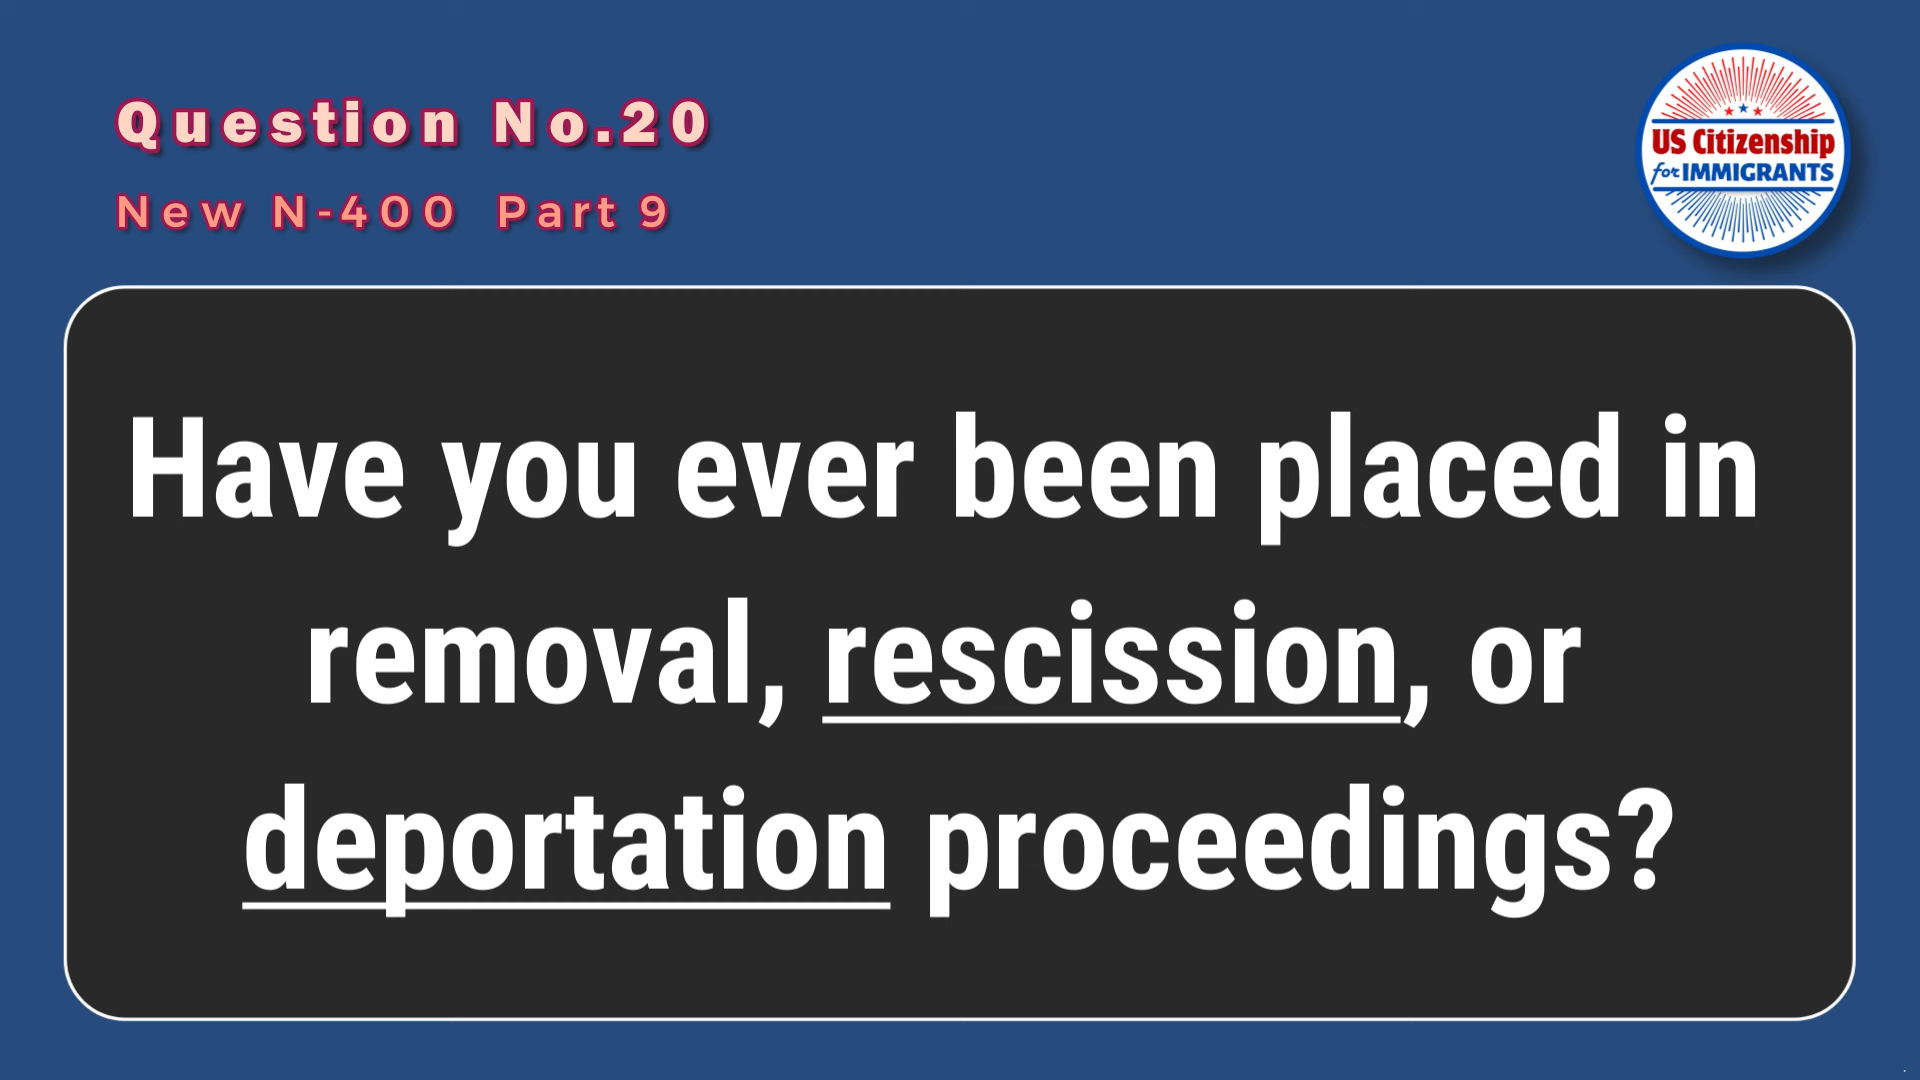 Question No.20
New N-400 Part 9
US Citizenship
for IMMIGRANTS
Have you ever been placed in
removal, rescission, or
deportation proceedings?